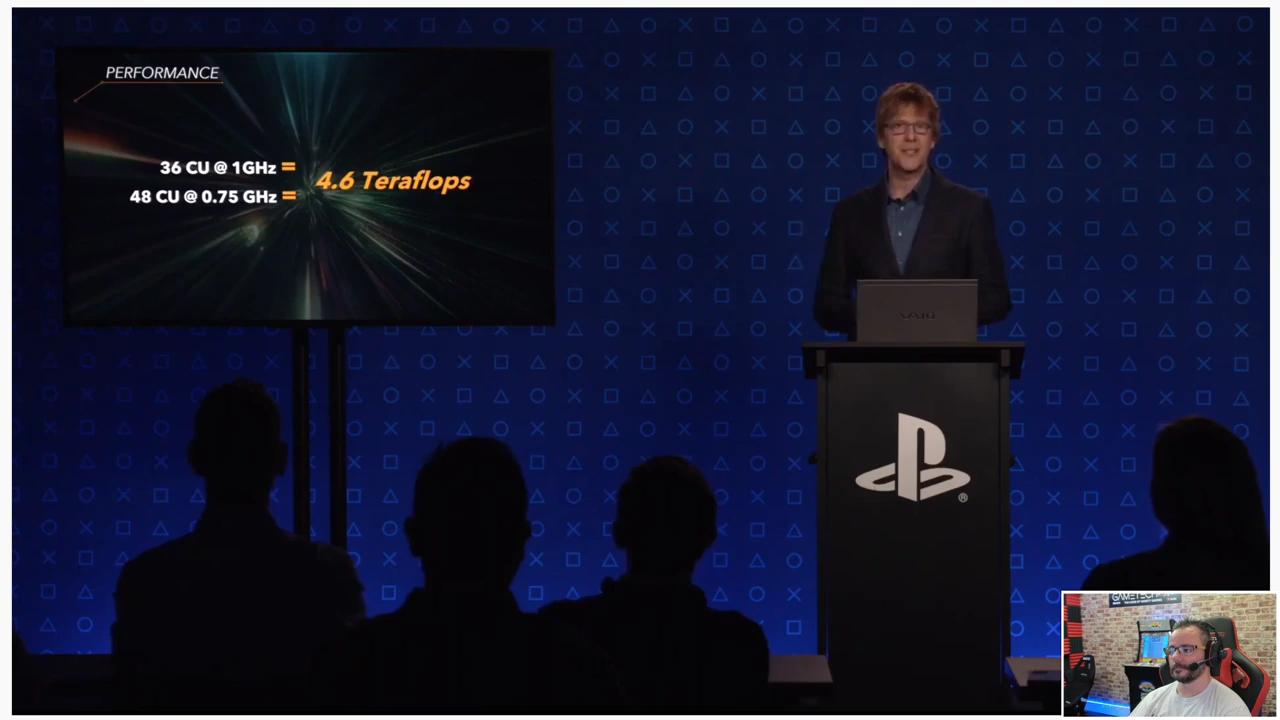 PERFORMANCE
36 CU @ 1GHz =
48 CU @ 0.75 GHz =
4.6 Teraflops
VAIO
®